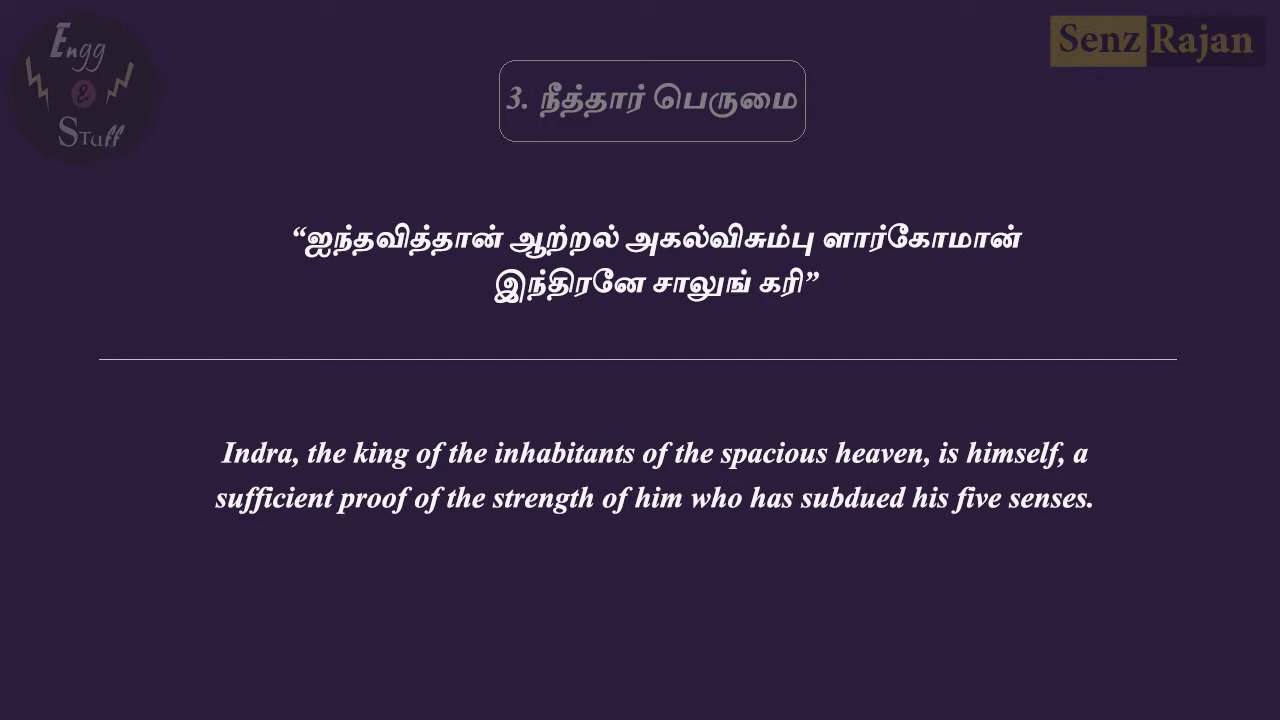 Engg
&
Stuff
Senz Rajan
3. நீத்தார் பெருமை
“ஐந்தவித்தான் ஆற்றல் அகல்விசும்பு ளார்கோமான்
இந்திரனே சாலுங் கரி”
Indra, the king of the inhabitants of the spacious heaven, is himself, a
sufficient proof of the strength of him who has subdued his five senses.